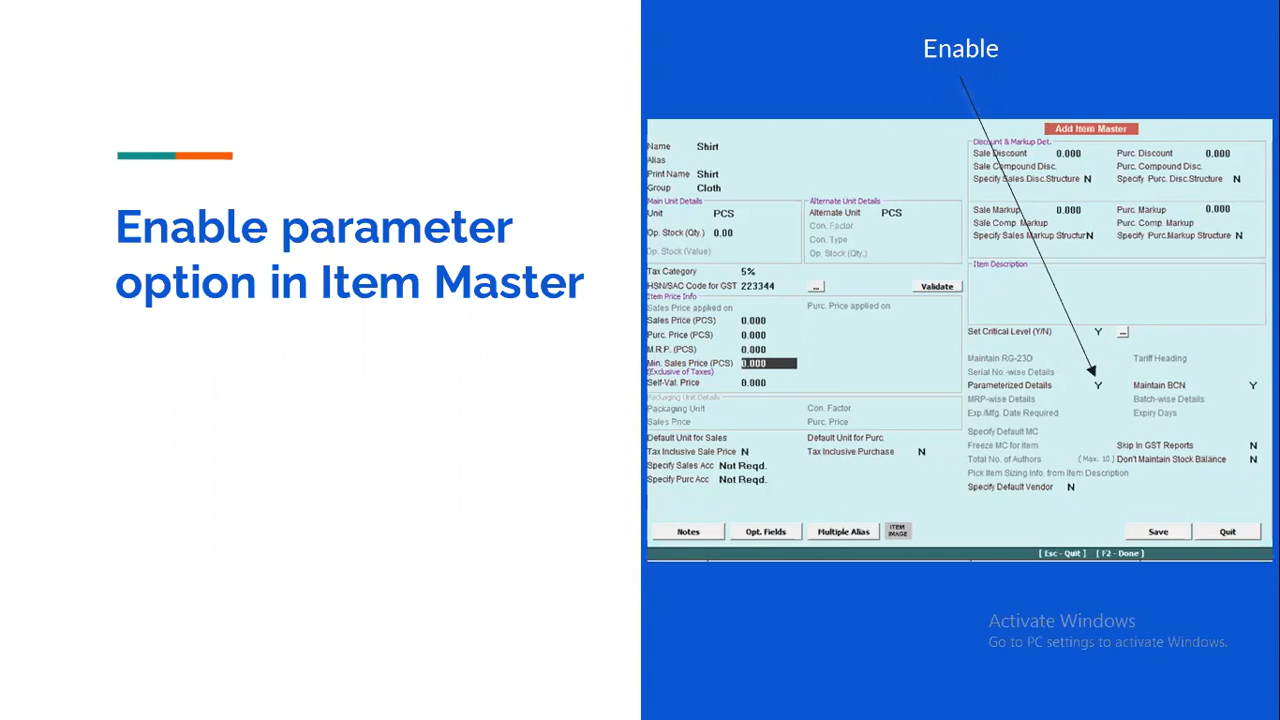 Enable
Enable parameter
option in Item Master
Add Item Master
Name Shirt
Alias
Print Name Shirt
Group Cloth
Main Unit Details
Unit PCS
Op. Stock (Qty.) 0.00
Op. Stock (Value)
Alternate Unit Details
Alternate Unit PCS
Con. Factor
Con. Type
Op. Stock (Qty.)
Tax Category 5%
HSN/SAC Code for GST 223344 ... Validate
Item Price Info
Sales Price applied on Purc. Price applied on
Sales Price (PCS) 0.000
Purc. Price (PCS) 0.000
M.R.P. (PCS) 0.000
Min. Sales Price (PCS) 0.000
(Exclusive of Taxes)
Self-Val. Price 0.000
Packaging Unit Details
Packaging Unit Con. Factor
Sales Price Purc. Price
Default Unit for Sales Default Unit for Purc.
Tax Inclusive Sale Price N Tax Inclusive Purchase N
Specify Sales Acc Not Reqd.
Specify Purc Acc Not Reqd.
Discount & Markup Det.
Sale Discount 0.000 Purc. Discount 0.000
Sale Compound Disc. Purc. Compound Disc.
Specify Sales Disc.Structure N Specify Purc. Disc.Structure N
Sale Markup 0.000 Purc. Markup 0.000
Sale Comp. Markup Purc. Comp. Markup
Specify Sales Markup Structur N Specify Purc.Markup Structure N
Item Description
Set Critical Level (Y/N) Y ...
Maintain RG-23D Tariff Heading
Serial No.-wise Details
Parameterized Details Y Maintain BCN Y
MRP-wise Details Batch-wise Details
Exp./Mfg. Date Required Expiry Days
Specify Default MC
Freeze MC for Item Skip In GST Reports N
Total No. of Authors [ Max. 10 ] Don't Maintain Stock Balance N
Pick Item Sizing Info. from Item Description
Specify Default Vendor N
Notes Opt. Fields Multiple Alias ITEM IMAGE Save Quit
[ Esc - Quit ] [ F2 - Done ]
Activate Windows
Go to PC settings to activate Windows.